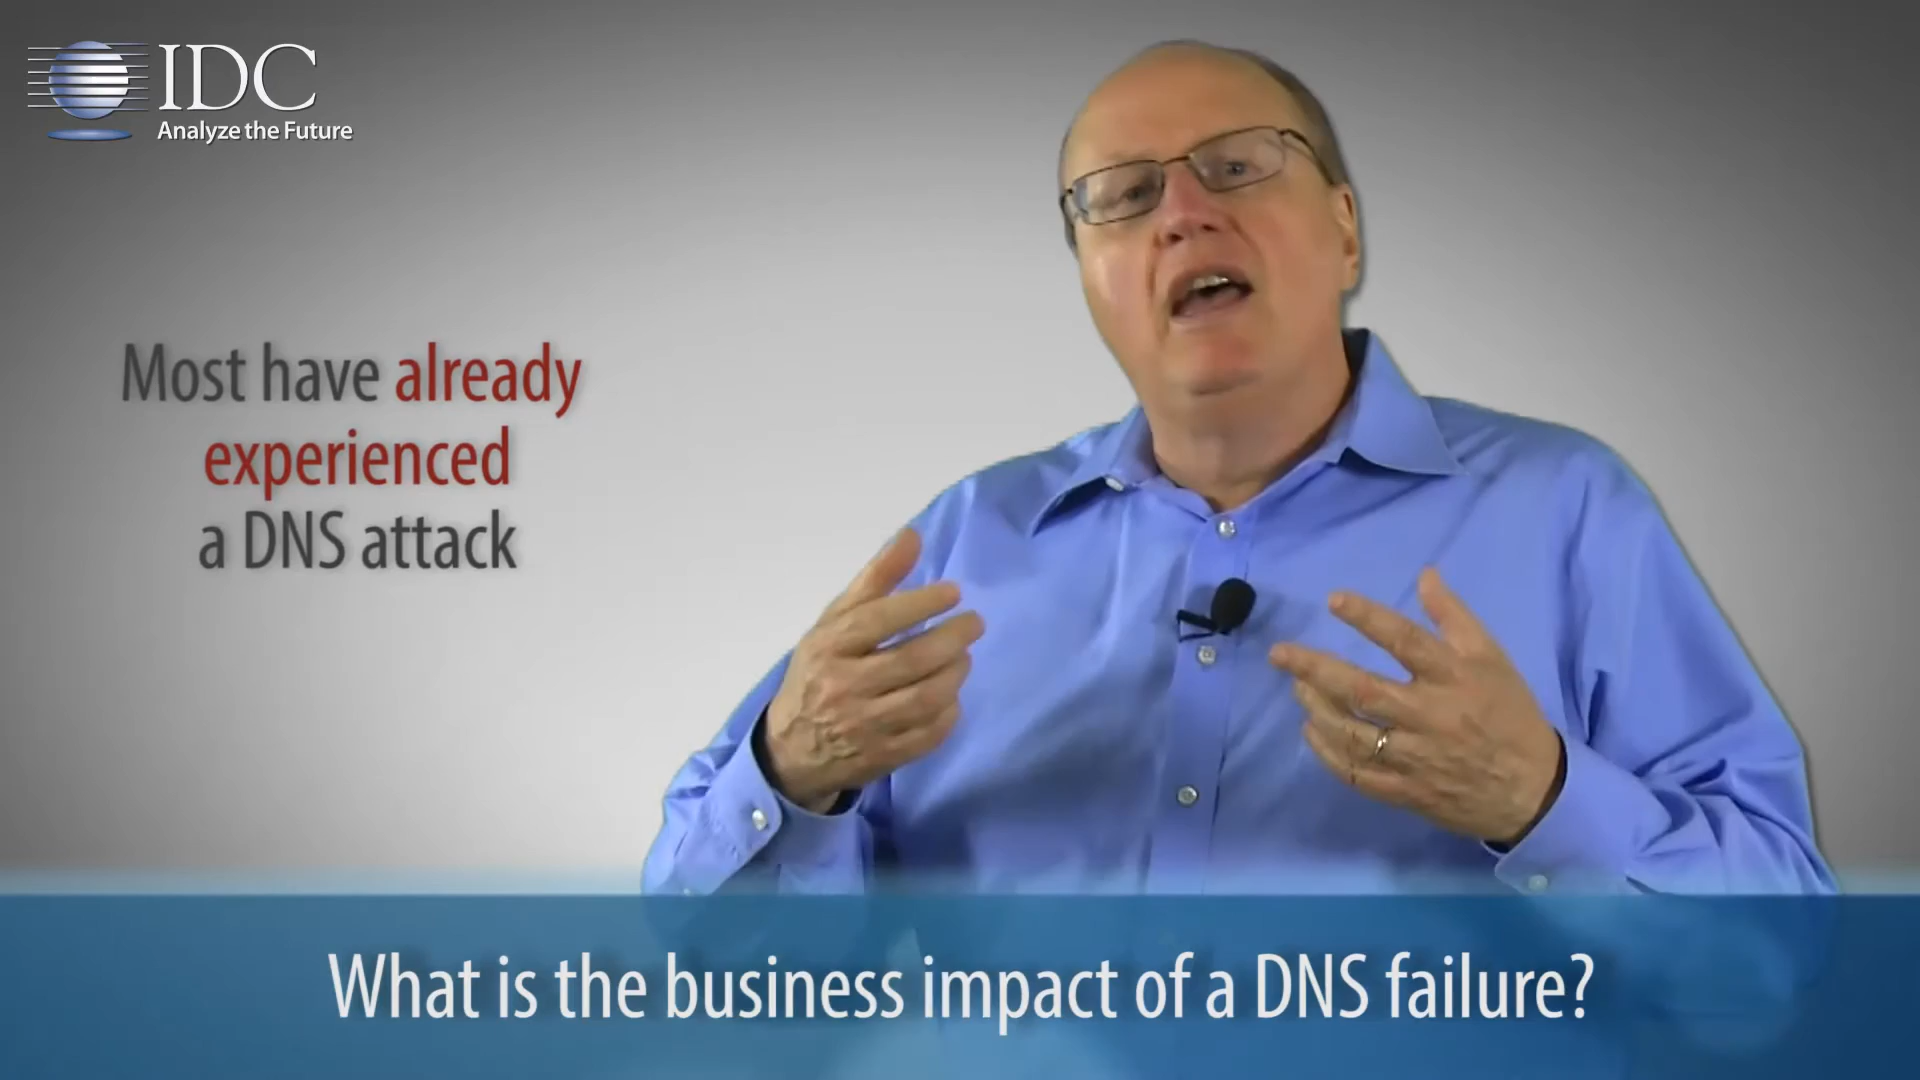 IDC
Analyze the Future
Most have already
experienced
a DNS attack
What is the business impact of a DNS failure?